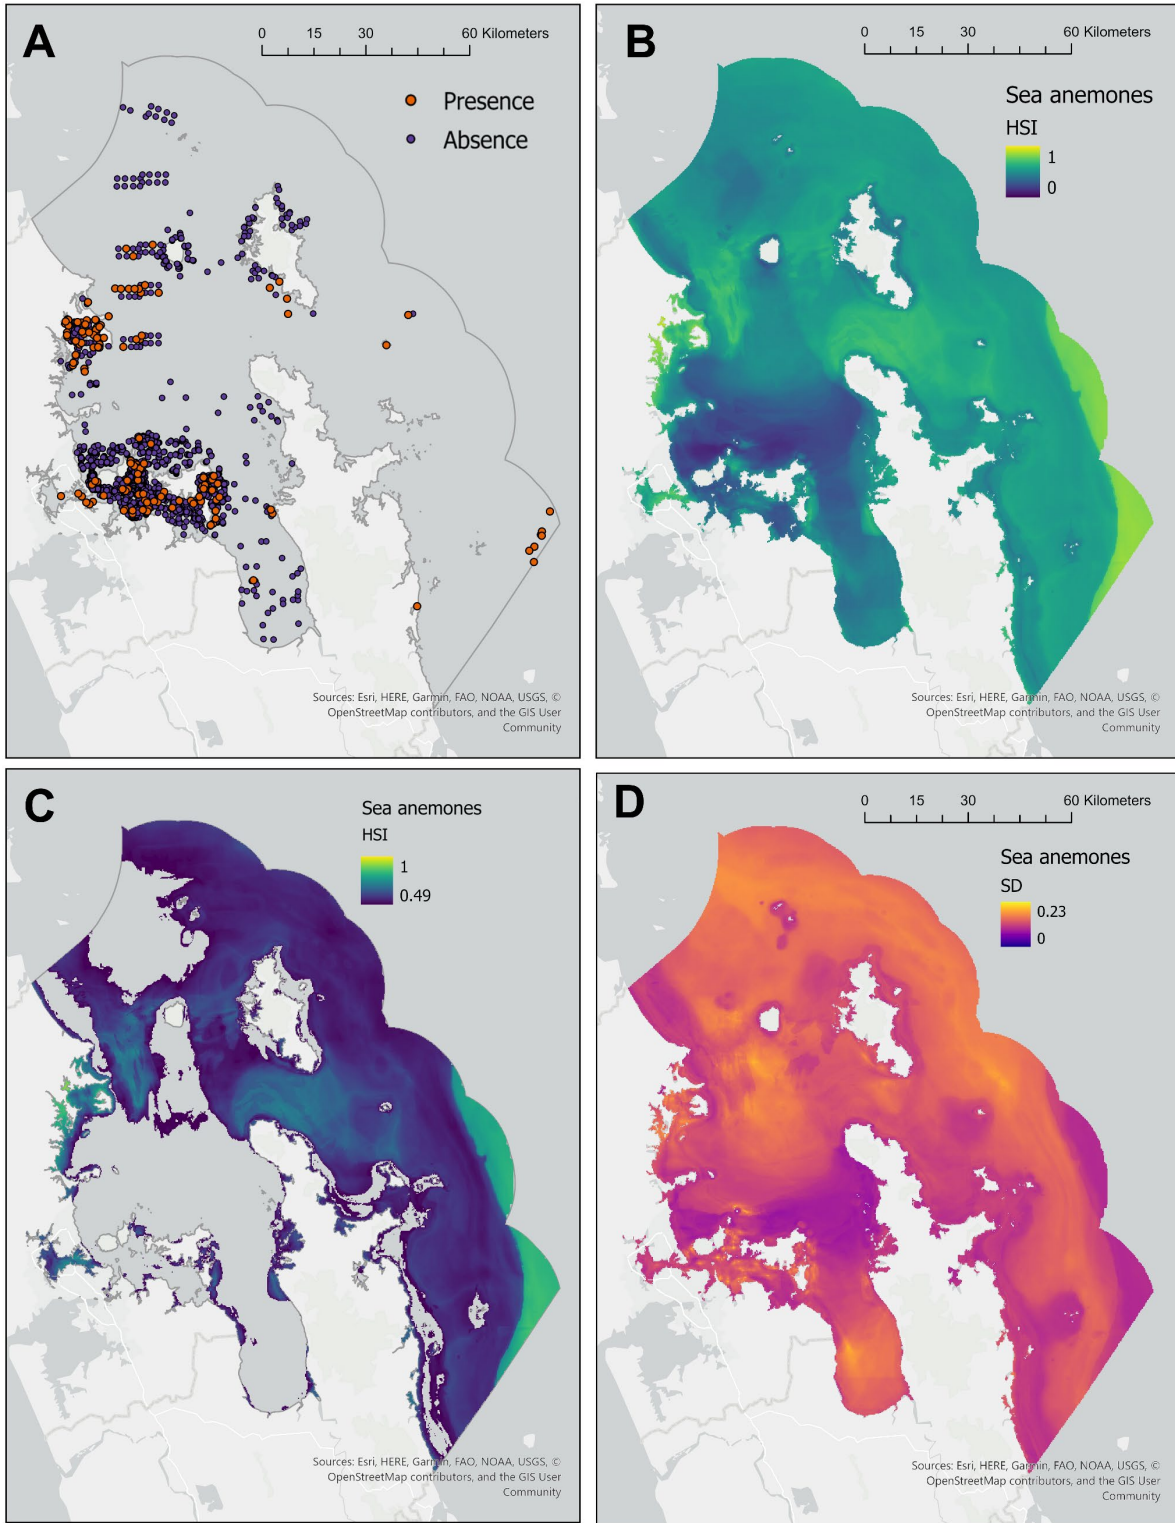 A
0 15 30 60 Kilometers
Presence
Absence
Sources: Esri, HERE, Garmin, FAO, NOAA, USGS, ©
OpenStreetMap contributors, and the GIS User
Community
B
0 15 30 60 Kilometers
Sea anemones
HSI
1
0
Sources: Esri, HERE, Garmin, FAO, NOAA, USGS, ©
OpenStreetMap contributors, and the GIS User
Community
C
Sea anemones
HSI
1
0.49
Sources: Esri, HERE, Garmin, FAO, NOAA, USGS, ©
OpenStreetMap contributors, and the GIS User
Community
D
0 15 30 60 Kilometers
Sea anemones
SD
0.23
0
Sources: Esri, HERE, Garmin, FAO, NOAA, USGS, ©
OpenStreetMap contributors, and the GIS User
Community